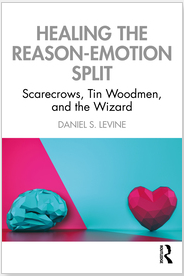 HEALING THE
REASON-EMOTION
SPLIT
Scarecrows, Tin Woodmen,
and the Wizard
DANIEL S. LEVINE
R